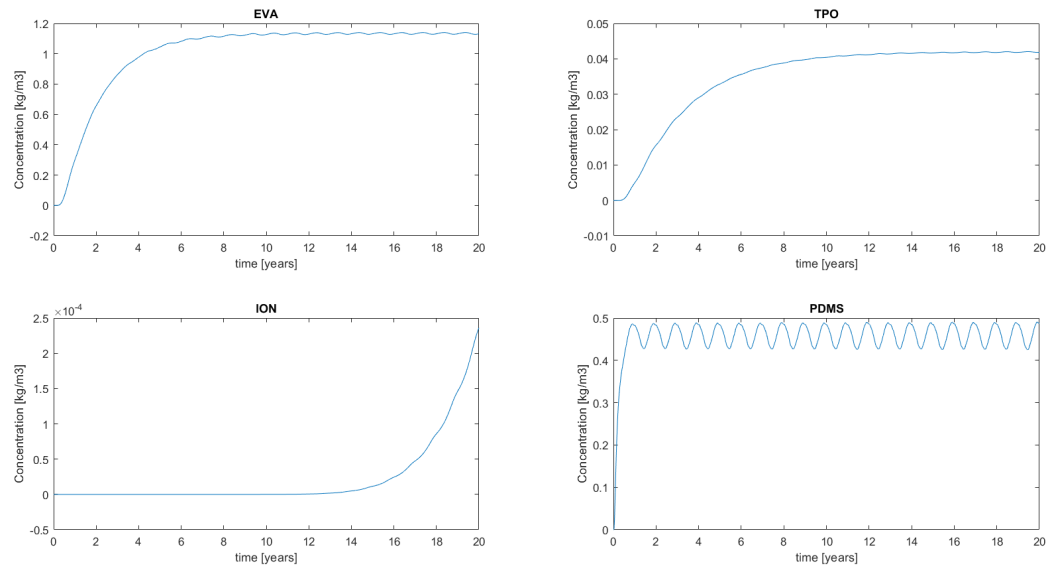 EVA
Concentration [kg/m3]
1.2
1
0.8
0.6
0.4
0.2
0
-0.2
0 2 4 6 8 10 12 14 16 18 20
time [years]
TPO
Concentration [kg/m3]
0.05
0.04
0.03
0.02
0.01
0
-0.01
0 2 4 6 8 10 12 14 16 18 20
time [years]
ION
×10-4
Concentration [kg/m3]
2.5
2
1.5
1
0.5
0
-0.5
0 2 4 6 8 10 12 14 16 18 20
time [years]
PDMS
Concentration [kg/m3]
0.5
0.4
0.3
0.2
0.1
0
0 2 4 6 8 10 12 14 16 18 20
time [years]